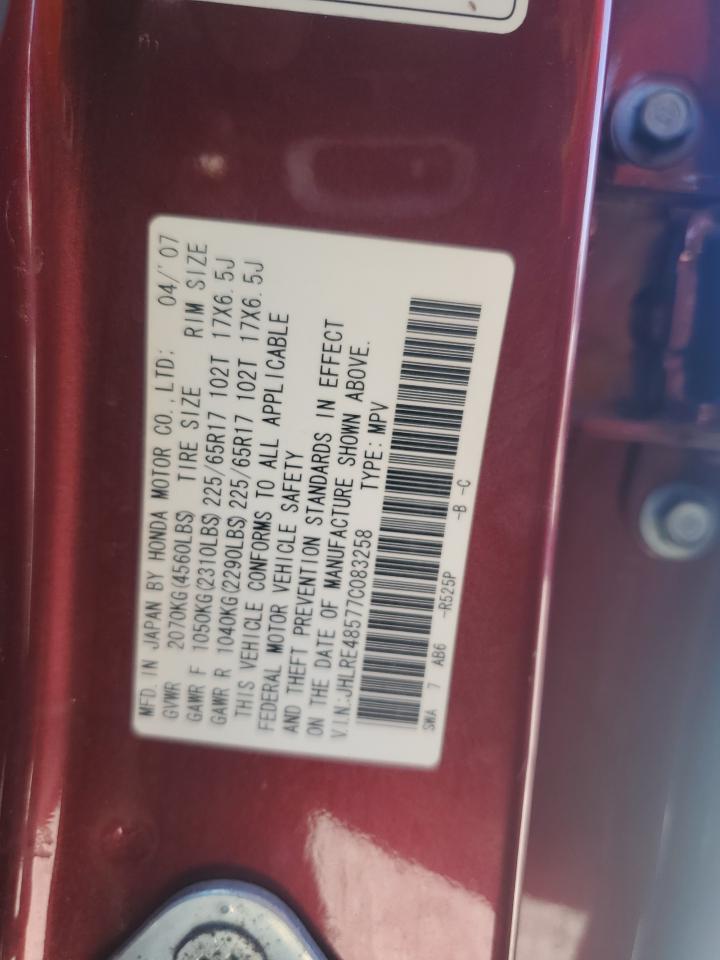 MFD. IN JAPAN BY HONDA MOTOR CO., LTD: 04/'07
GVWR 2070KG(4560LBS) TIRE SIZE RIM SIZE
GAWR F 1050KG(2310LBS) 225/65R17 102T 17X6.5J
GAWR R 1040KG(2290LBS) 225/65R17 102T 17X6.5J
THIS VEHICLE CONFORMS TO ALL APPLICABLE
FEDERAL MOTOR VEHICLE SAFETY
AND THEFT PREVENTION STANDARDS IN EFFECT
ON THE DATE OF MANUFACTURE SHOWN ABOVE.
V.I.N.:JHLRE48577C083258 TYPE: MPV
SWA 7 AB6 -R525P -B -C